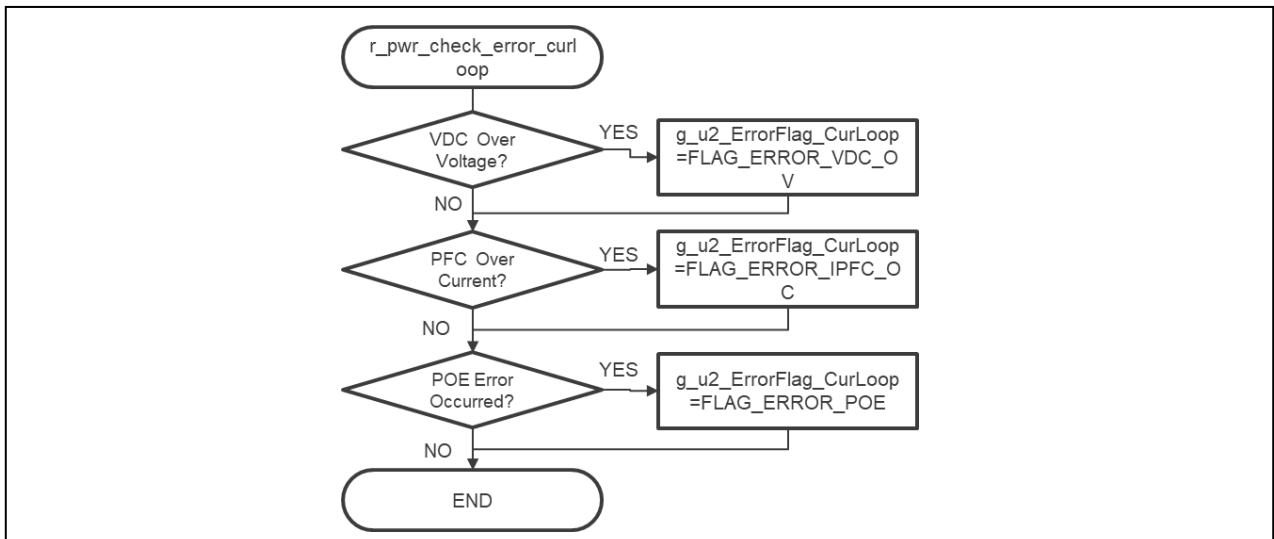 r_pwr_check_error_curl
oop
VDC Over
Voltage?
YES
g_u2_ErrorFlag_CurLoop
=FLAG_ERROR_VDC_O
V
NO
PFC Over
Current?
YES
g_u2_ErrorFlag_CurLoop
=FLAG_ERROR_IPFC_O
C
NO
POE Error
Occurred?
YES
g_u2_ErrorFlag_CurLoop
=FLAG_ERROR_POE
NO
END